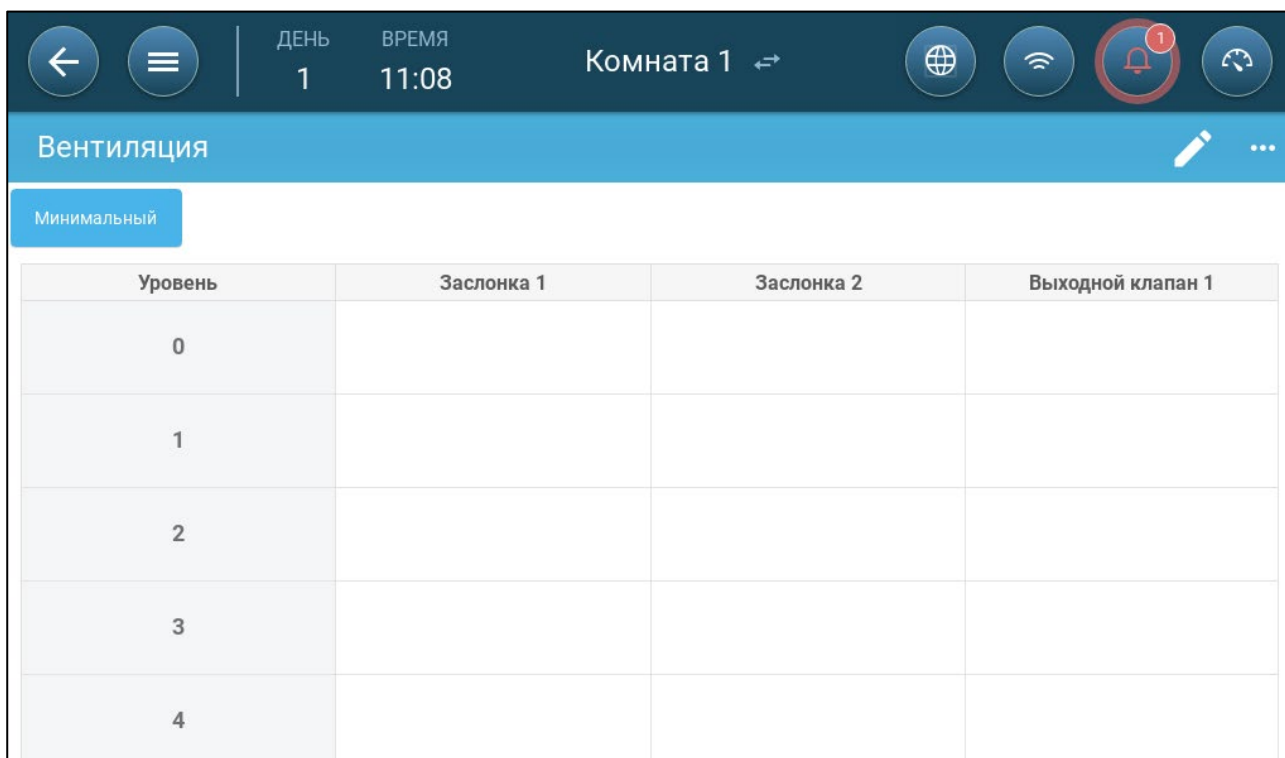 ДЕНЬ ВРЕМЯ
1 11:08 Комната 1 1
Вентиляция
Минимальный
Уровень Заслонка 1 Заслонка 2 Выходной клапан 1
0
1
2
3
4